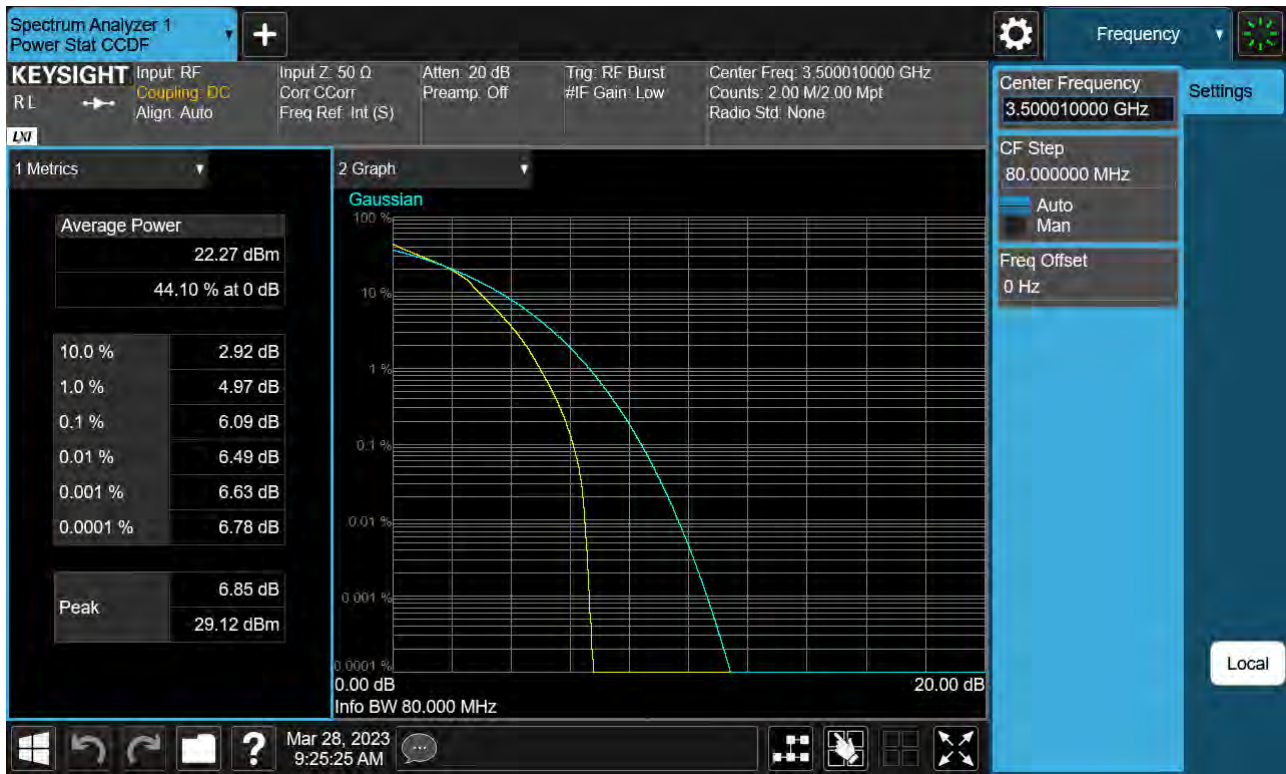 Spectrum Analyzer 1
Power Stat CCDF
Frequency
KEYSIGHT
R L
LXI
Input: RF
Coupling: DC
Align: Auto
Input Z: 50 Ω
Corr CCorr
Freq Ref: Int (S)
Atten: 20 dB
Preamp: Off
Trig: RF Burst
#IF Gain: Low
Center Freq: 3.500010000 GHz
Counts: 2.00 M/2.00 Mpt
Radio Std: None
Center Frequency
3.500010000 GHz
Settings
CF Step
80.000000 MHz
Auto
Man
Freq Offset
0 Hz
Local
1 Metrics
Average Power
22.27 dBm
44.10 % at 0 dB
10.0 % 2.92 dB
1.0 % 4.97 dB
0.1 % 6.09 dB
0.01 % 6.49 dB
0.001 % 6.63 dB
0.0001 % 6.78 dB
Peak
6.85 dB
29.12 dBm
2 Graph
Gaussian
100 %
10 %
1 %
0.1 %
0.01 %
0.001 %
0.0001 %
0.00 dB 20.00 dB
Info BW 80.000 MHz
?
Mar 28, 2023
9:25:25 AM